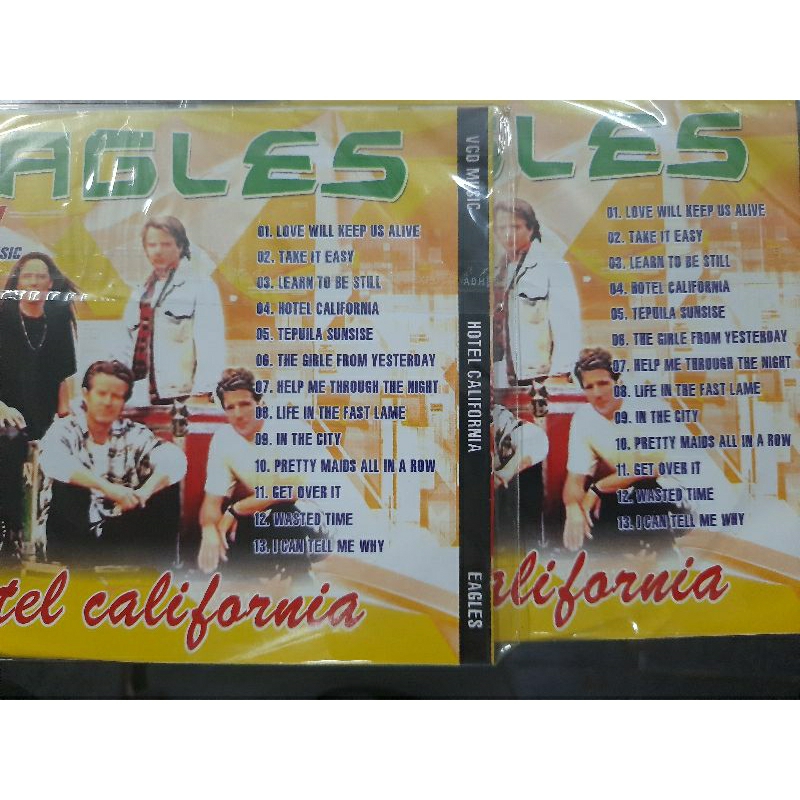 AGLES
SIC
01. LOVE WILL KEEP US ALIVE
02. TAKE IT EASY
03. LEARN TO BE STILL
04. HOTEL CALIFORNIA
05. TEPUILA SUNSISE
06. THE GIRLE FROM YESTERDAY
07. HELP ME THROUGH THE NIGHT
08. LIFE IN THE FAST LAME
09. IN THE CITY
10. PRETTY MAIDS ALL IN A ROW
11. GET OVER IT
12. WASTED TIME
13. I CAN TELL ME WHY
tel california
VCD MUSIC
HOTEL CALIFORNIA
EAGLES
LES
01. LOVE WILL KEEP US ALIVE
02. TAKE IT EASY
03. LEARN TO BE STILL
04. HOTEL CALIFORNIA
05. TEPUILA SUNSISE
06. THE GIRLE FROM YESTERDAY
07. HELP ME THROUGH THE NIGHT
08. LIFE IN THE FAST LAME
09. IN THE CITY
10. PRETTY MAIDS ALL IN A ROW
11. GET OVER IT
12. WASTED TIME
13. I CAN TELL ME WHY
alifornia